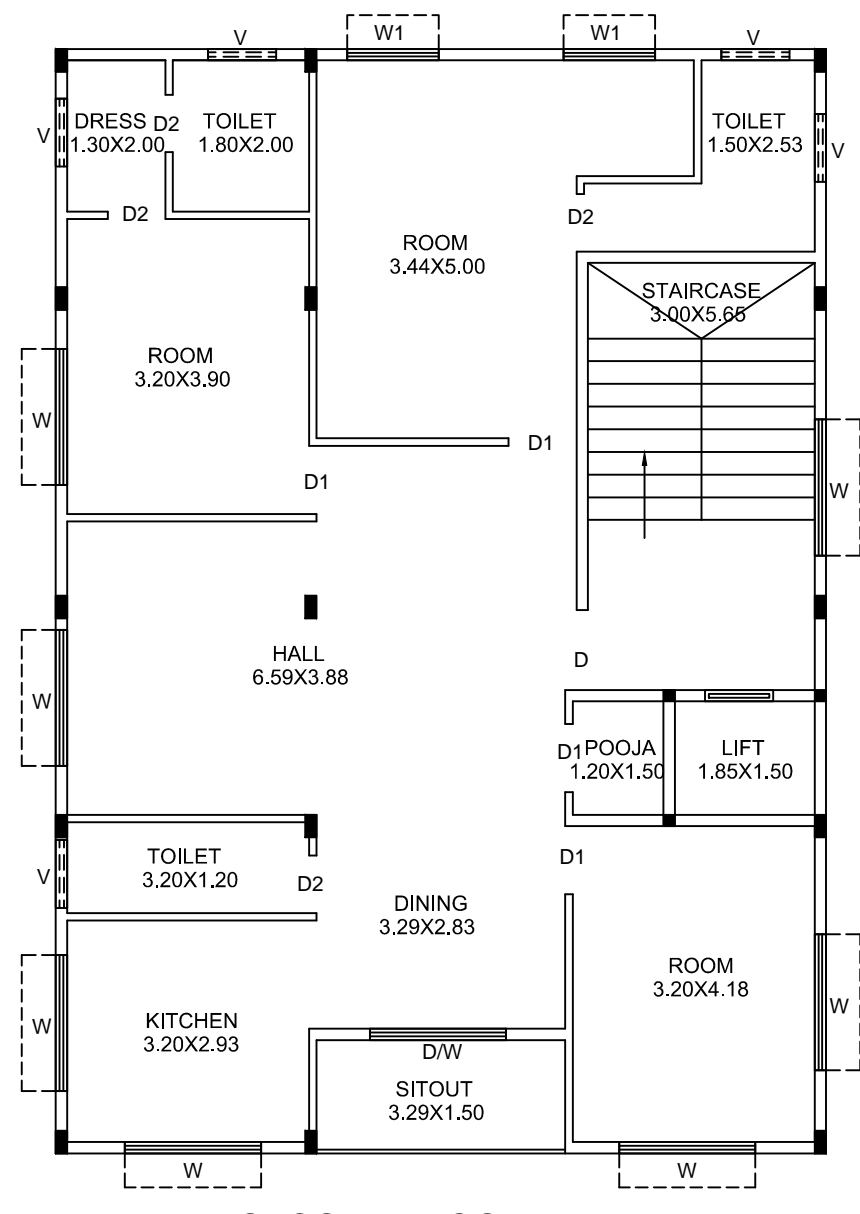 W1
W1
V
V
DRESS
1.30X2.00
D2
TOILET
1.80X2.00
TOILET
1.50X2.53
V
V
D2
D2
ROOM
3.44X5.00
STAIRCASE
3.00X5.65
ROOM
3.20X3.90
W
D1
D1
W
HALL
6.59X3.88
D
W
D1
POOJA
1.20X1.50
LIFT
1.85X1.50
TOILET
3.20X1.20
V
D2
D1
DINING
3.29X2.83
ROOM
3.20X4.18
W
KITCHEN
3.20X2.93
W
D/W
SITOUT
3.29X1.50
W
W